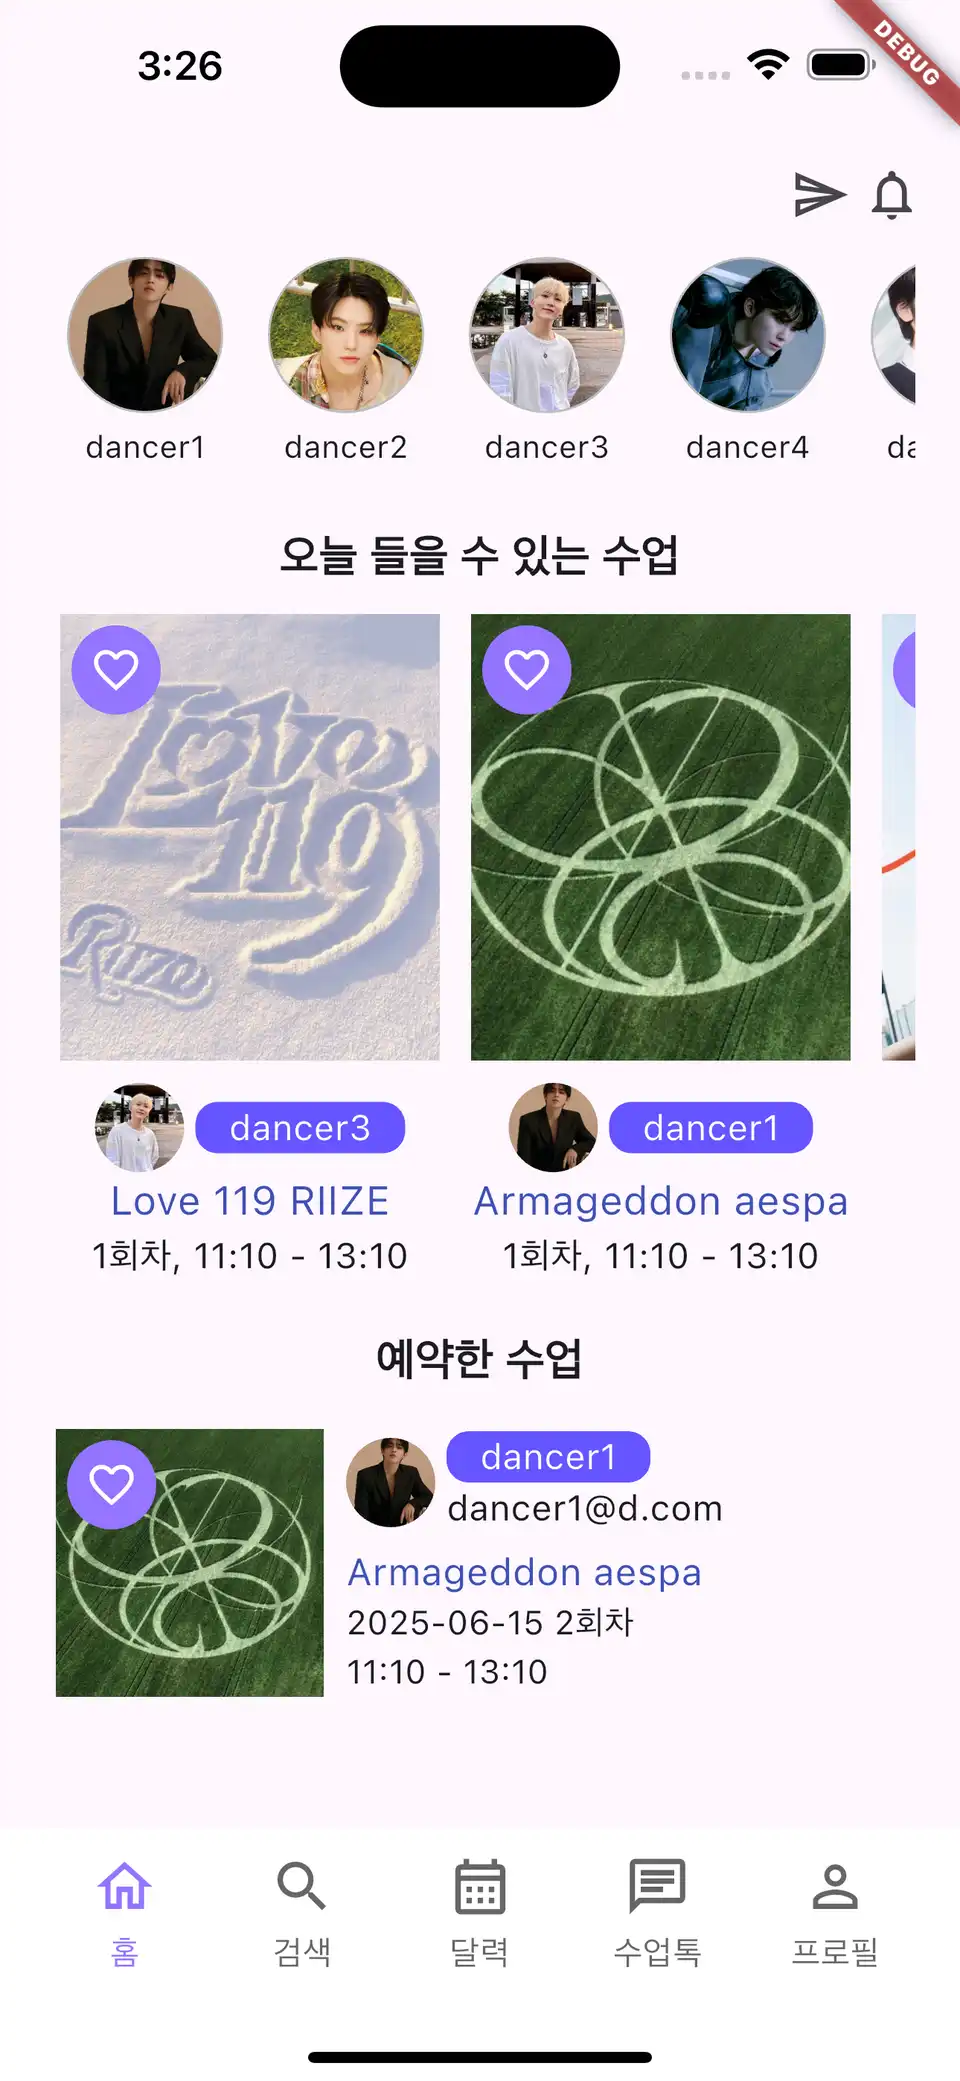 3:26
DEBUG
dancer1
dancer2
dancer3
dancer4
da
오늘 들을 수 있는 수업
Love
119
Riize
dancer3
dancer1
Love 119 RIIZE
Armageddon aespa
1회차, 11:10 - 13:10
1회차, 11:10 - 13:10
예약한 수업
dancer1
dancer1@d.com
Armageddon aespa
2025-06-15 2회차
11:10 - 13:10
홈
검색
달력
수업톡
프로필